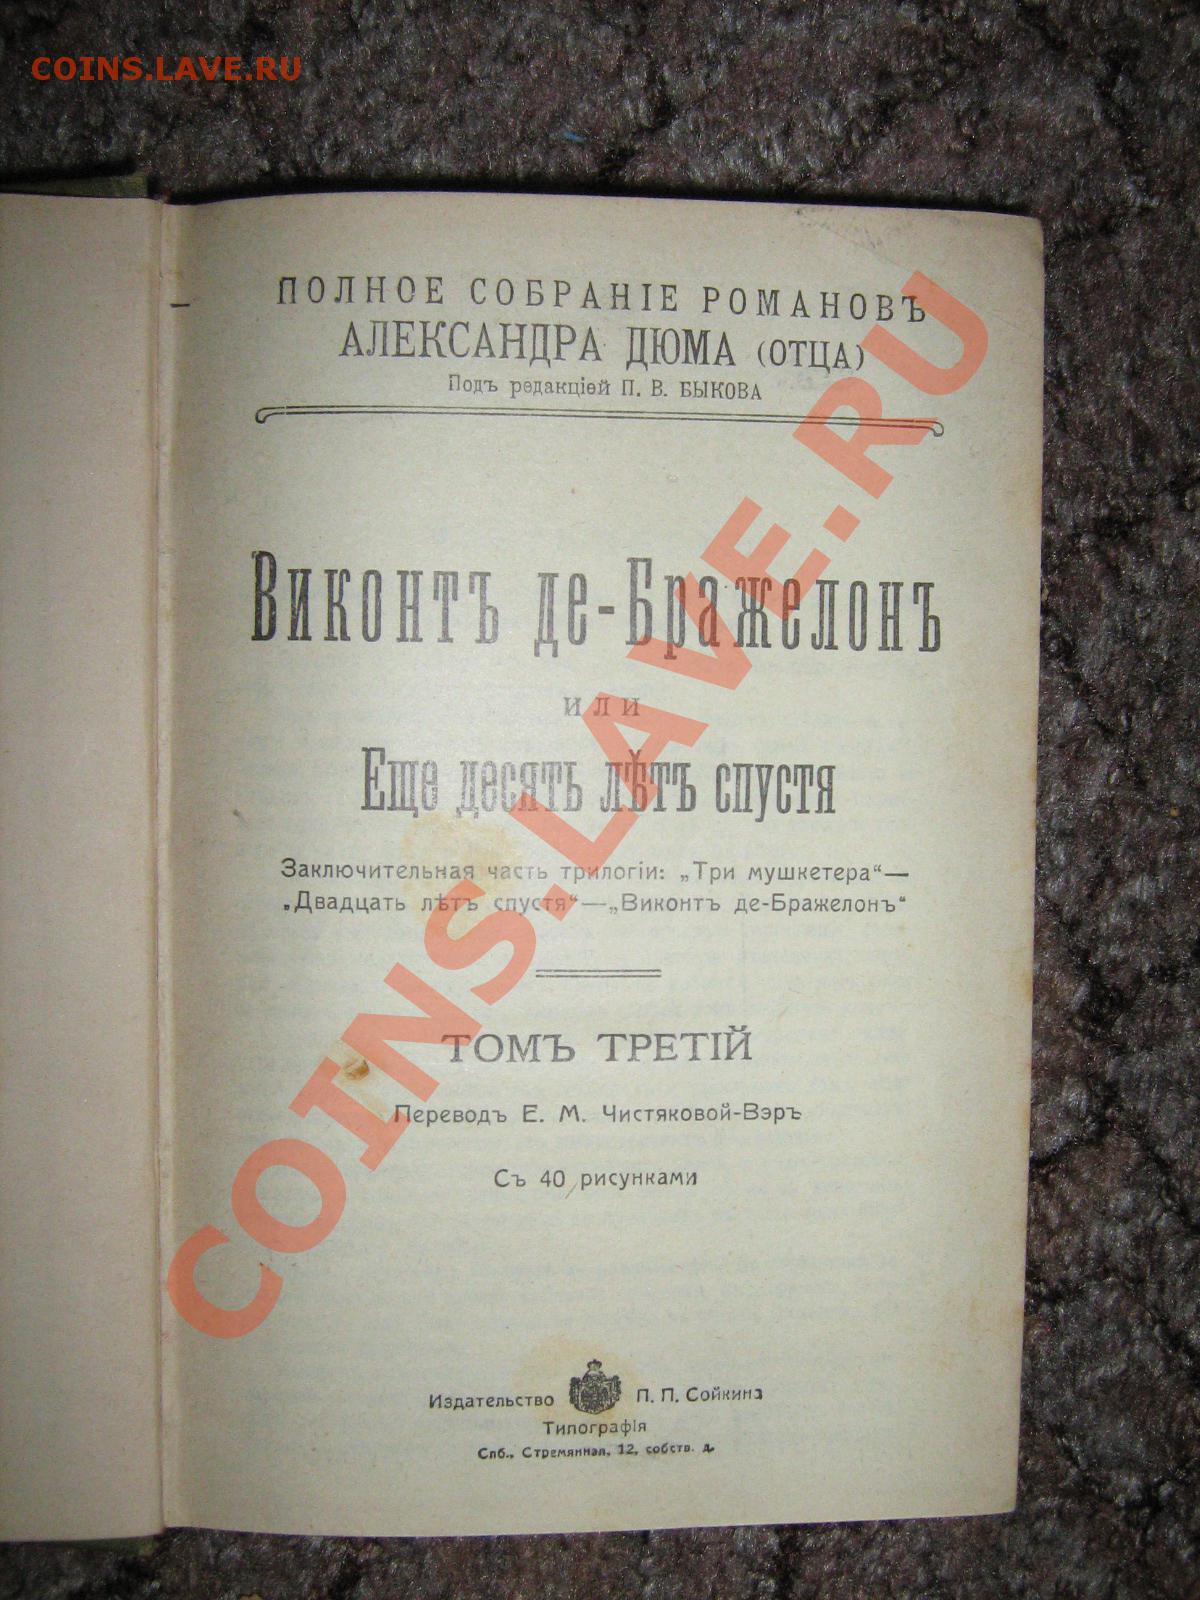 COINS.LAVE.RU
ПОЛНОЕ СОБРАНІЕ РОМАНОВЪ
АЛЕКСАНДРА ДЮМА (ОТЦА)
Подъ редакціей П. В. БЫКОВА
Виконтъ де-Бражелонъ
или
Еще десять лѣтъ спустя
Заключительная часть трилогіи: „Три мушкетера“—
„Двадцать лѣтъ спустя“—„Виконтъ де-Бражелонъ“
ТОМЪ ТРЕТІЙ
Переводъ Е. М. Чистяковой-Вэръ
Съ 40 рисунками
Издательство П. П. Сойкина
Типографія
Спб., Стремянная, 12, собств. д.
COINS.LAVE.RU